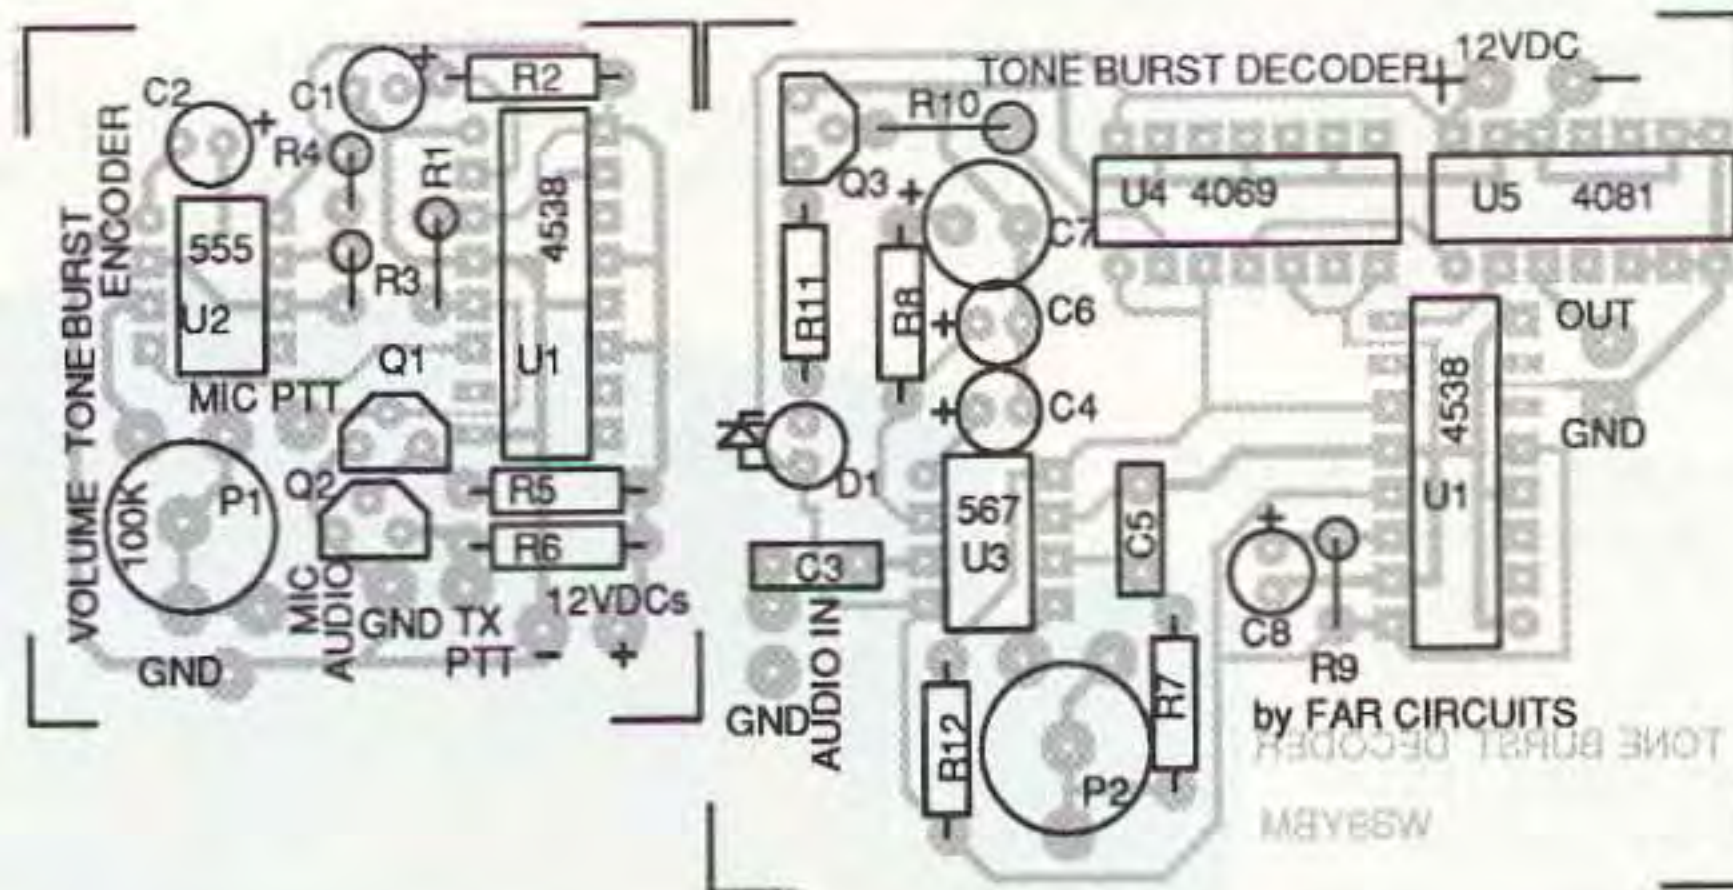 VOLUME TONE BURST
ENCODER
C2
+
C1
+
R2
R4
R1
4538
555
U2
R3
U1
Q1
MIC PTT
P1
100K
Q2
R5
R6
MIC
AUDIO
GND TX
PTT
12VDCs
-
+
GND
TONE BURST DECODER
+
12VDC
-
R10
Q3
+
C7
U4 4069
U5 4081
R11
R8
+
C6
OUT
+
C4
4538
GND
D1
567
U3
C5
U1
C3
+
C8
R9
AUDIO IN
GND
R12
P2
R7
by FAR CIRCUITS
TONE BURST DECODER